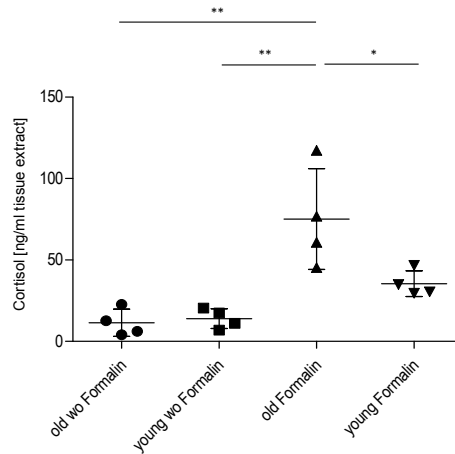 **
** *
150
100
50
0
Cortisol [ng/ml tissue extract]
old wo Formalin
young wo Formalin
old Formalin
young Formalin